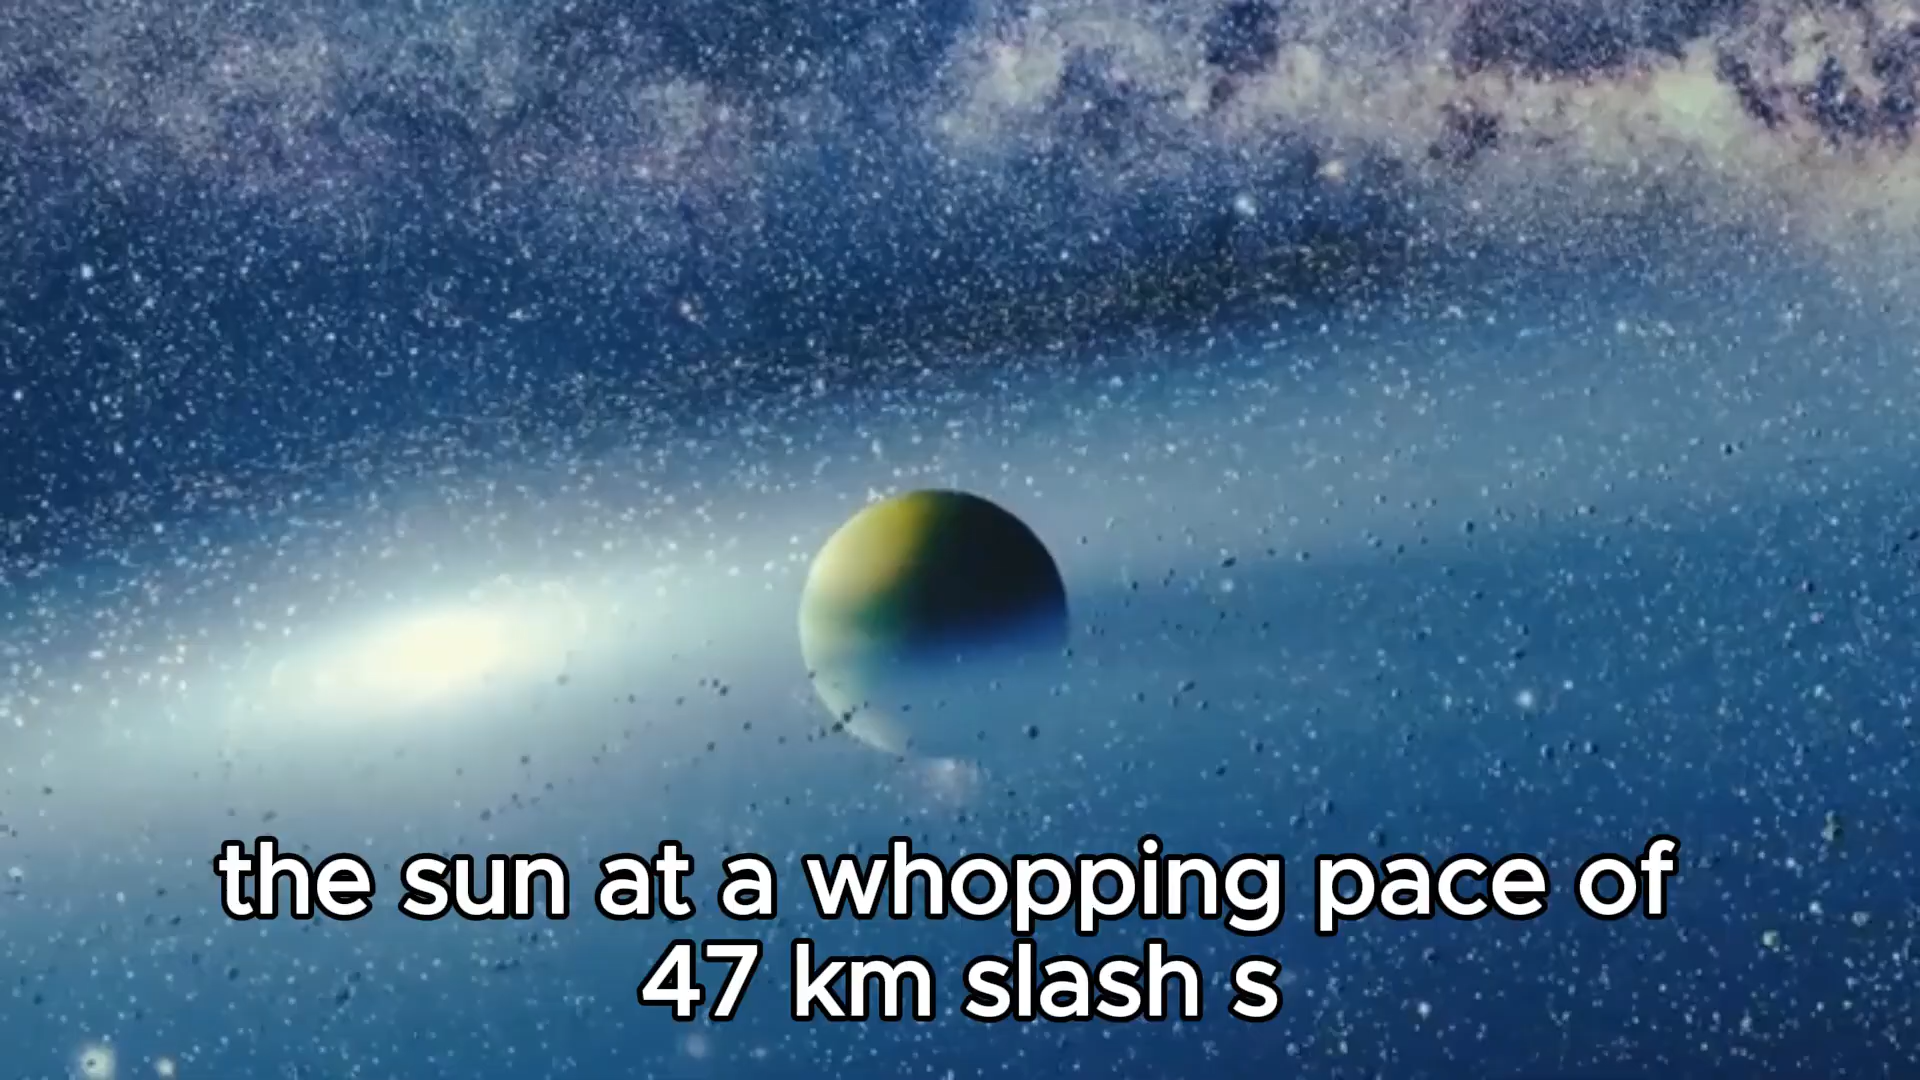 the sun at a whopping pace of
47 km slash s